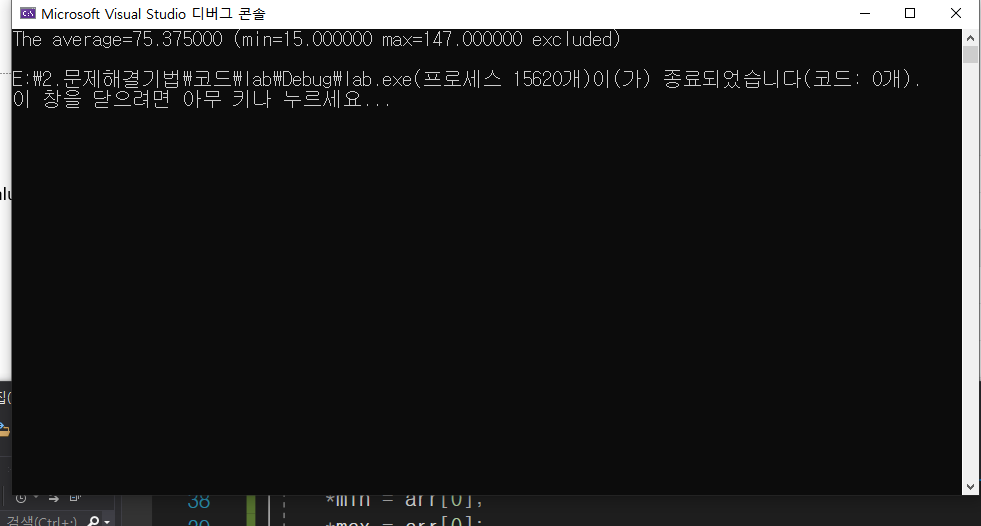 Microsoft Visual Studio 디버그 콘솔
The average=75.375000 (min=15.000000 max=147.000000 excluded)
E:\2.문제해결기법\코드\lab\Debug\lab.exe(프로세스 15620개)이(가) 종료되었습니다(코드: 0개).
이 창을 닫으려면 아무 키나 누르세요...
38 *min = arr[0];
39 *max = arr[0];
검색(Ctrl+;)